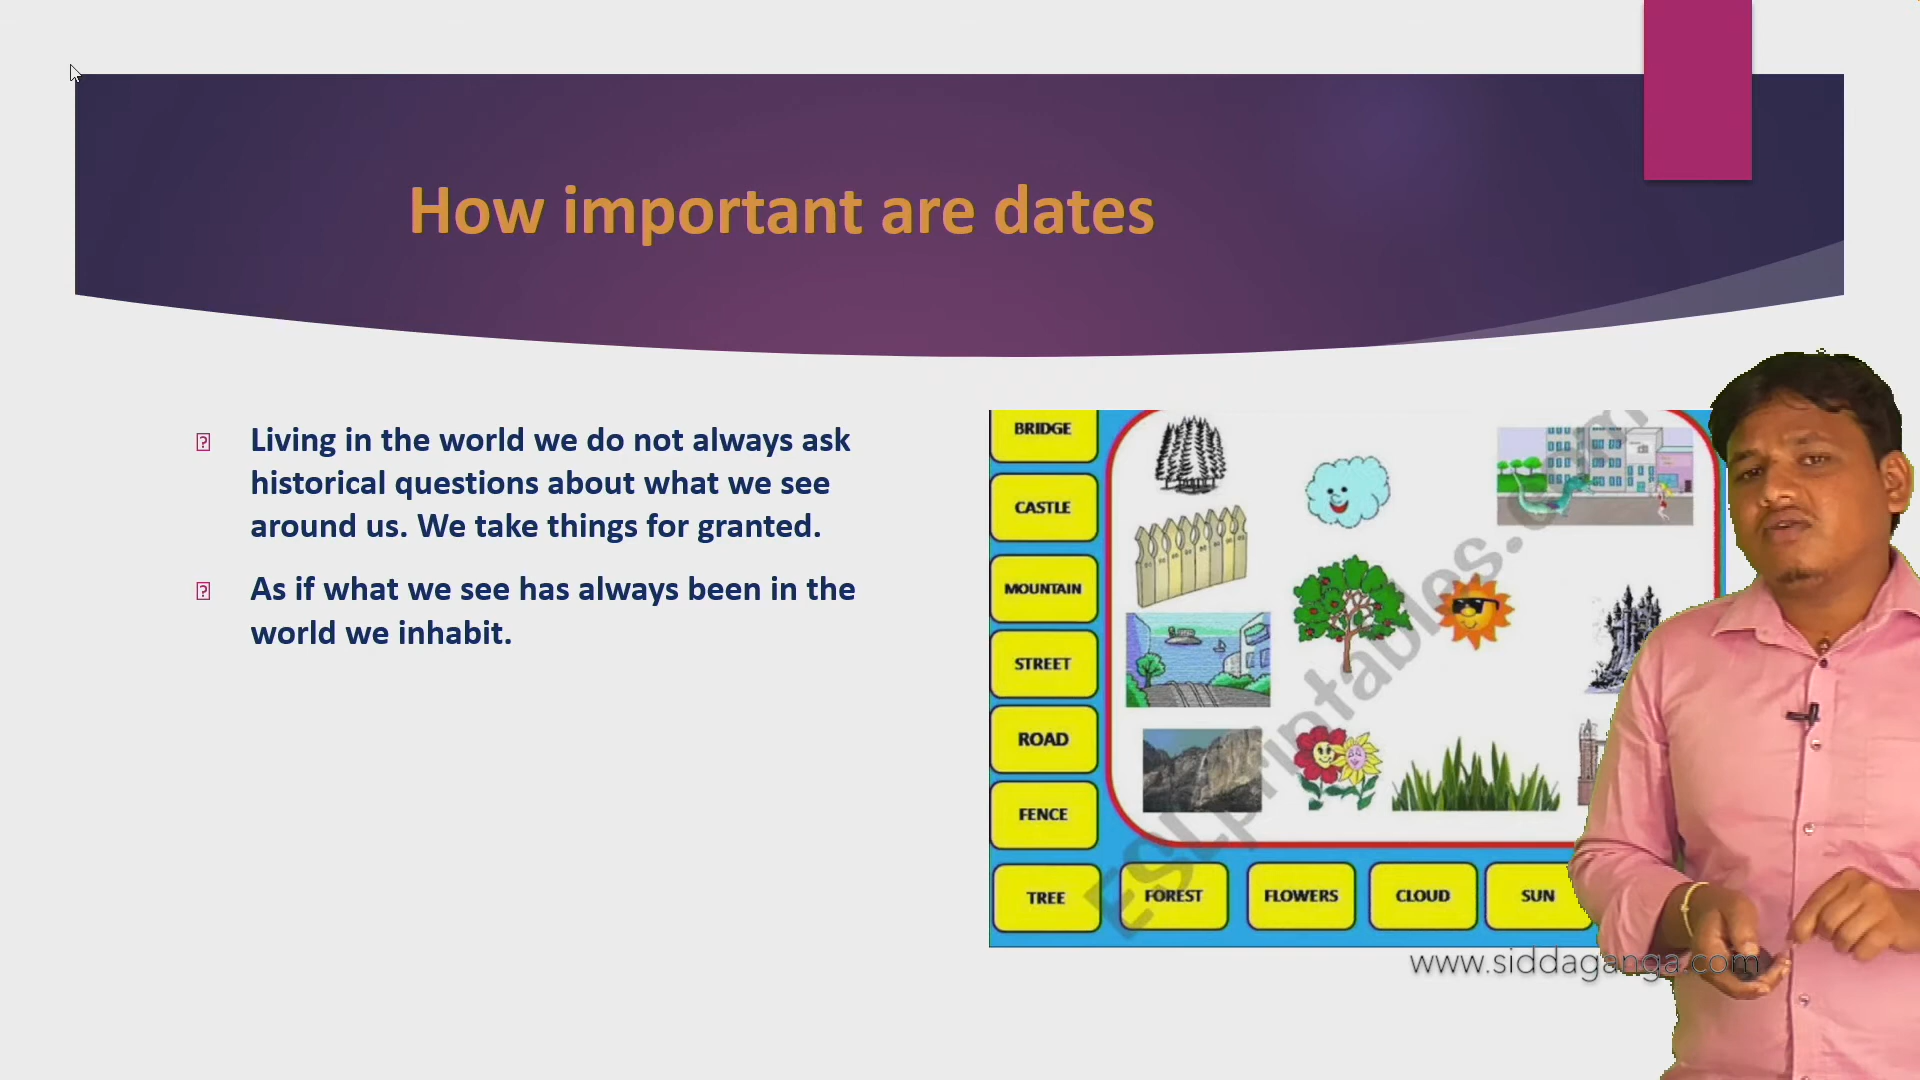 How important are dates
Living in the world we do not always ask
historical questions about what we see
around us. We take things for granted.
As if what we see has always been in the
world we inhabit.
BRIDGE
CASTLE
MOUNTAIN
STREET
ROAD
FENCE
TREE
FOREST
FLOWERS
CLOUD
SUN
ESLprintables.com
www.siddaganga.com